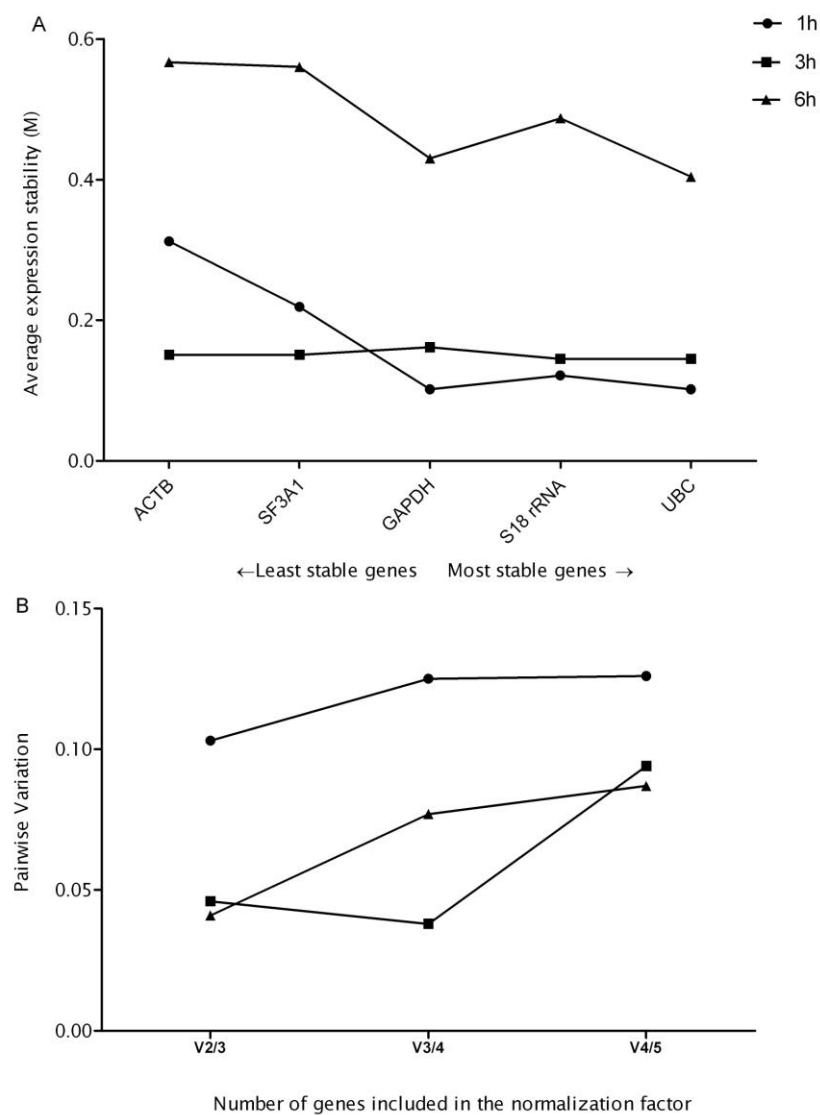 A
1h
3h
6h
Average expression stability (M)
0.6
0.4
0.2
0.0
ACTB
SF3A1
GAPDH
S18 rRNA
UBC
←Least stable genes Most stable genes →
B
Pairwise Variation
0.15
0.10
0.05
0.00
V2/3
V3/4
V4/5
Number of genes included in the normalization factor